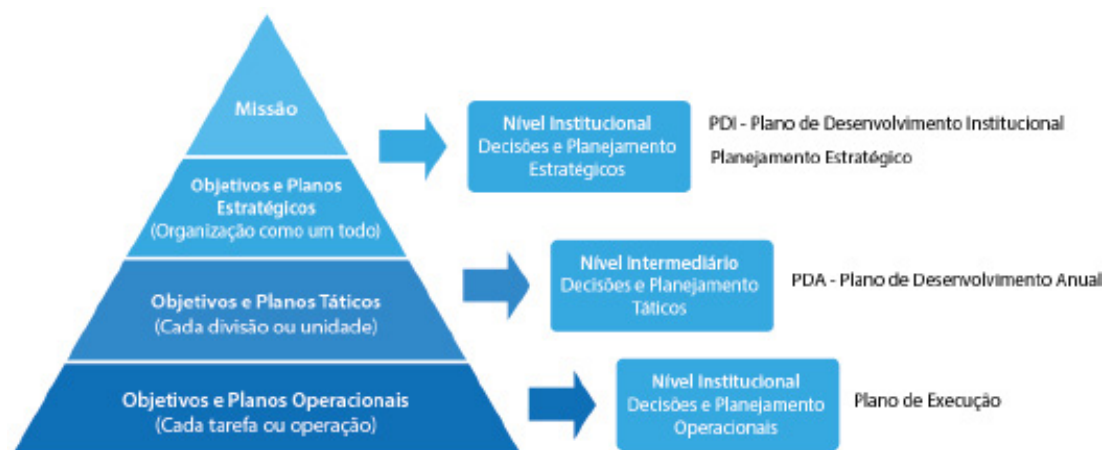 Missão
Nível Institucional
Decisões e Planejamento
Estratégicos
PDI - Plano de Desenvolvimento Institucional
Planejamento Estratégico
Objetivos e Planos
Estratégicos
(Organização como um todo)
Objetivos e Planos Táticos
(Cada divisão ou unidade)
Nível Intermediário
Decisões e Planejamento
Táticos
PDA - Plano de Desenvolvimento Anual
Objetivos e Planos Operacionais
(Cada tarefa ou operação)
Nível Institucional
Decisões e Planejamento
Operacionais
Plano de Execução